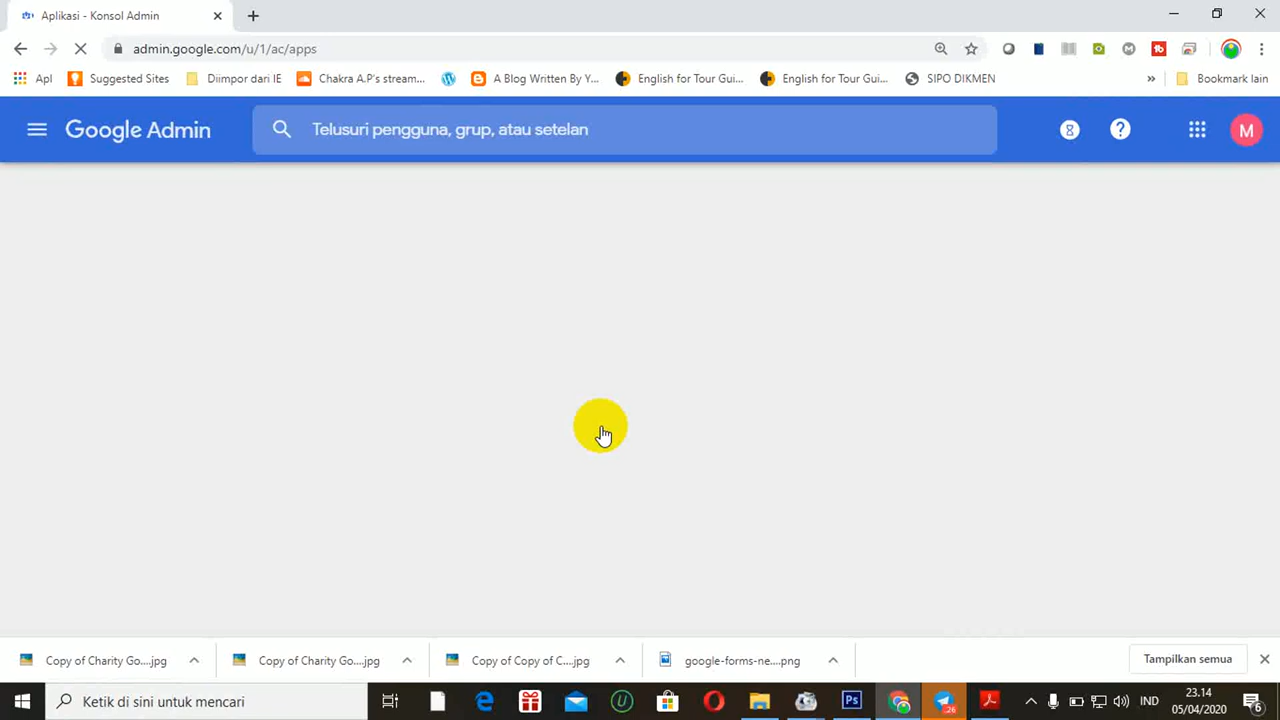 Aplikasi - Konsol Admin
admin.google.com/u/1/ac/apps
Apl
Suggested Sites
Diimpor dari IE
Chakra A.P's stream...
A Blog Written By Y...
English for Tour Gui...
English for Tour Gui...
SIPO DIKMEN
Bookmark lain
Google Admin
Telusuri pengguna, grup, atau setelan
M
Copy of Charity Go....jpg
Copy of Charity Go....jpg
Copy of Copy of C....jpg
google-forms-ne....png
Tampilkan semua
Ketik di sini untuk mencari
Ps
26
IND
23.14
05/04/2020
6